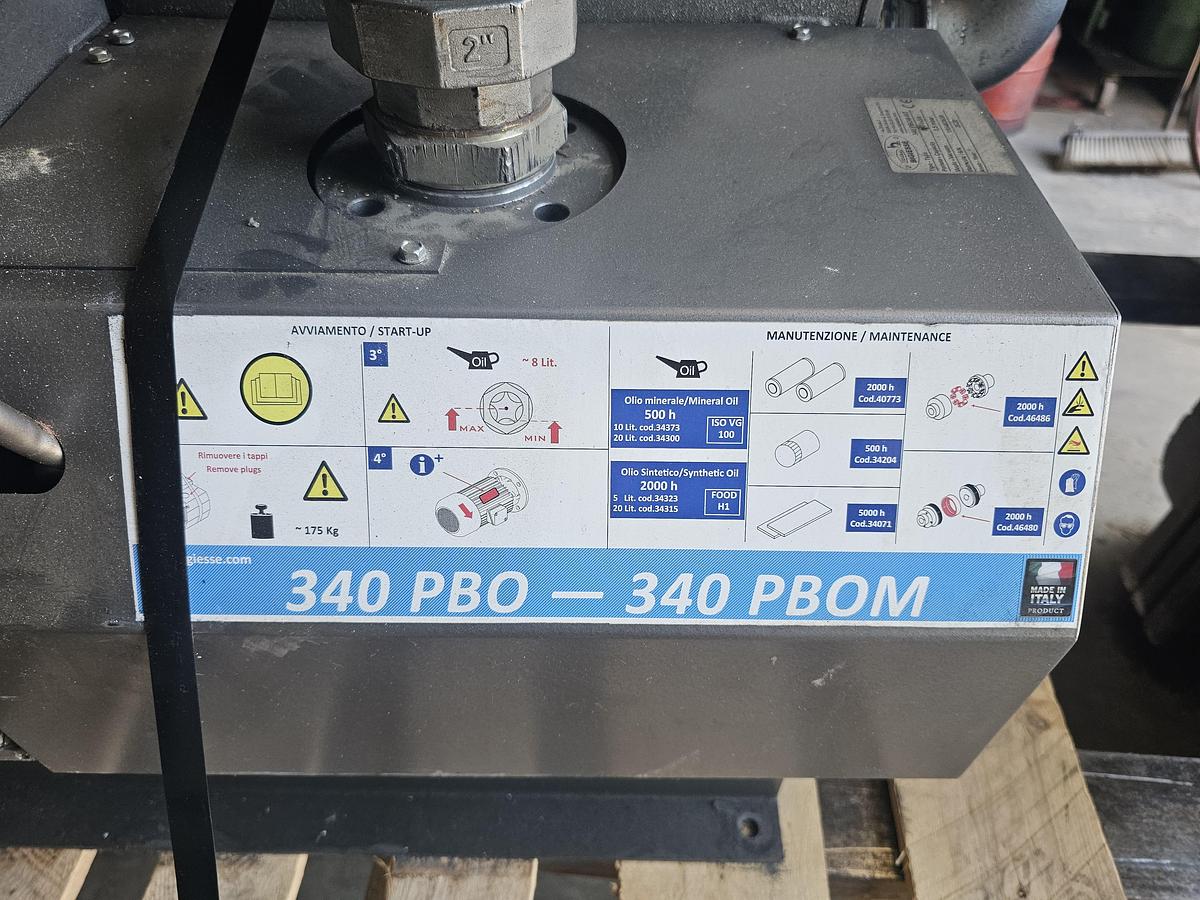 2"
CE
AVVIAMENTO / START-UP
MANUTENZIONE / MAINTENANCE
3°
Oil
~ 8 Lit.
MAX
MIN
Rimuovere i tappi
Remove plugs
~ 175 Kg
4°
i+
Oil
Olio minerale/Mineral Oil
500 h
10 Lit. cod.34373
20 Lit. cod.34300
ISO VG
100
Olio Sintetico/Synthetic Oil
2000 h
5 Lit. cod.34323
20 Lit. cod.34315
FOOD
H1
2000 h
Cod.40773
500 h
Cod.34204
5000 h
Cod.34071
2000 h
Cod.46486
2000 h
Cod.46480
giesse.com
340 PBO — 340 PBOM
MADE IN
ITALY
PRODUCT